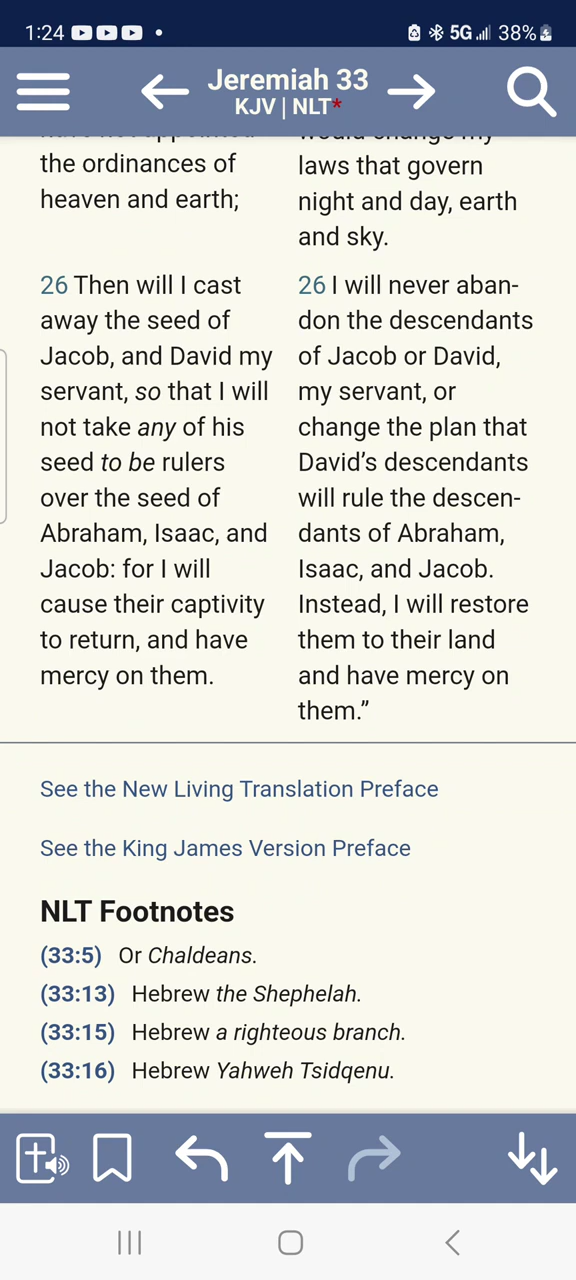 1:24
5G 38%
Jeremiah 33
KJV | NLT*
the ordinances of
heaven and earth;
26 Then will I cast
away the seed of
Jacob, and David my
servant, so that I will
not take any of his
seed to be rulers
over the seed of
Abraham, Isaac, and
Jacob: for I will
cause their captivity
to return, and have
mercy on them.
would change my
laws that govern
night and day, earth
and sky.
26 I will never aban-
don the descendants
of Jacob or David,
my servant, or
change the plan that
David’s descendants
will rule the descen-
dants of Abraham,
Isaac, and Jacob.
Instead, I will restore
them to their land
and have mercy on
them.”
See the New Living Translation Preface
See the King James Version Preface
NLT Footnotes
(33:5) Or Chaldeans.
(33:13) Hebrew the Shephelah.
(33:15) Hebrew a righteous branch.
(33:16) Hebrew Yahweh Tsidqenu.